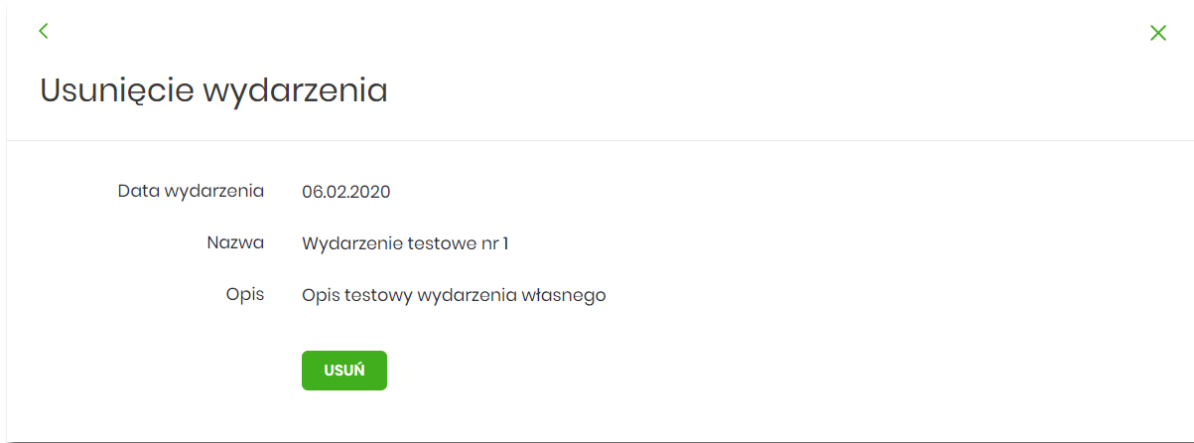 Usunięcie wydarzenia
Data wydarzenia 06.02.2020
Nazwa Wydarzenie testowe nr 1
Opis Opis testowy wydarzenia własnego
USUŃ